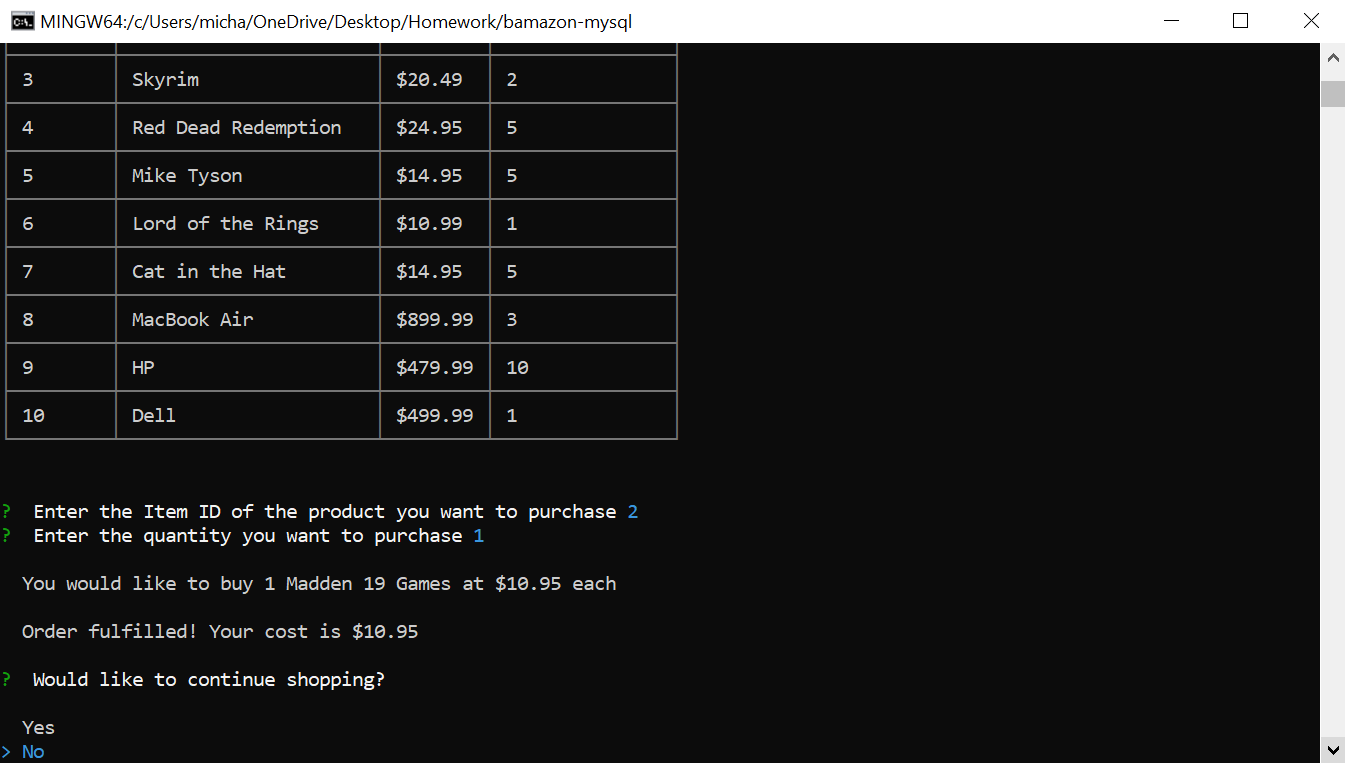 MINGW64:/c/Users/micha/OneDrive/Desktop/Homework/bamazon-mysql
3 Skyrim $20.49 2
4 Red Dead Redemption $24.95 5
5 Mike Tyson $14.95 5
6 Lord of the Rings $10.99 1
7 Cat in the Hat $14.95 5
8 MacBook Air $899.99 3
9 HP $479.99 10
10 Dell $499.99 1
? Enter the Item ID of the product you want to purchase 2
? Enter the quantity you want to purchase 1
You would like to buy 1 Madden 19 Games at $10.95 each
Order fulfilled! Your cost is $10.95
? Would like to continue shopping?
Yes
> No